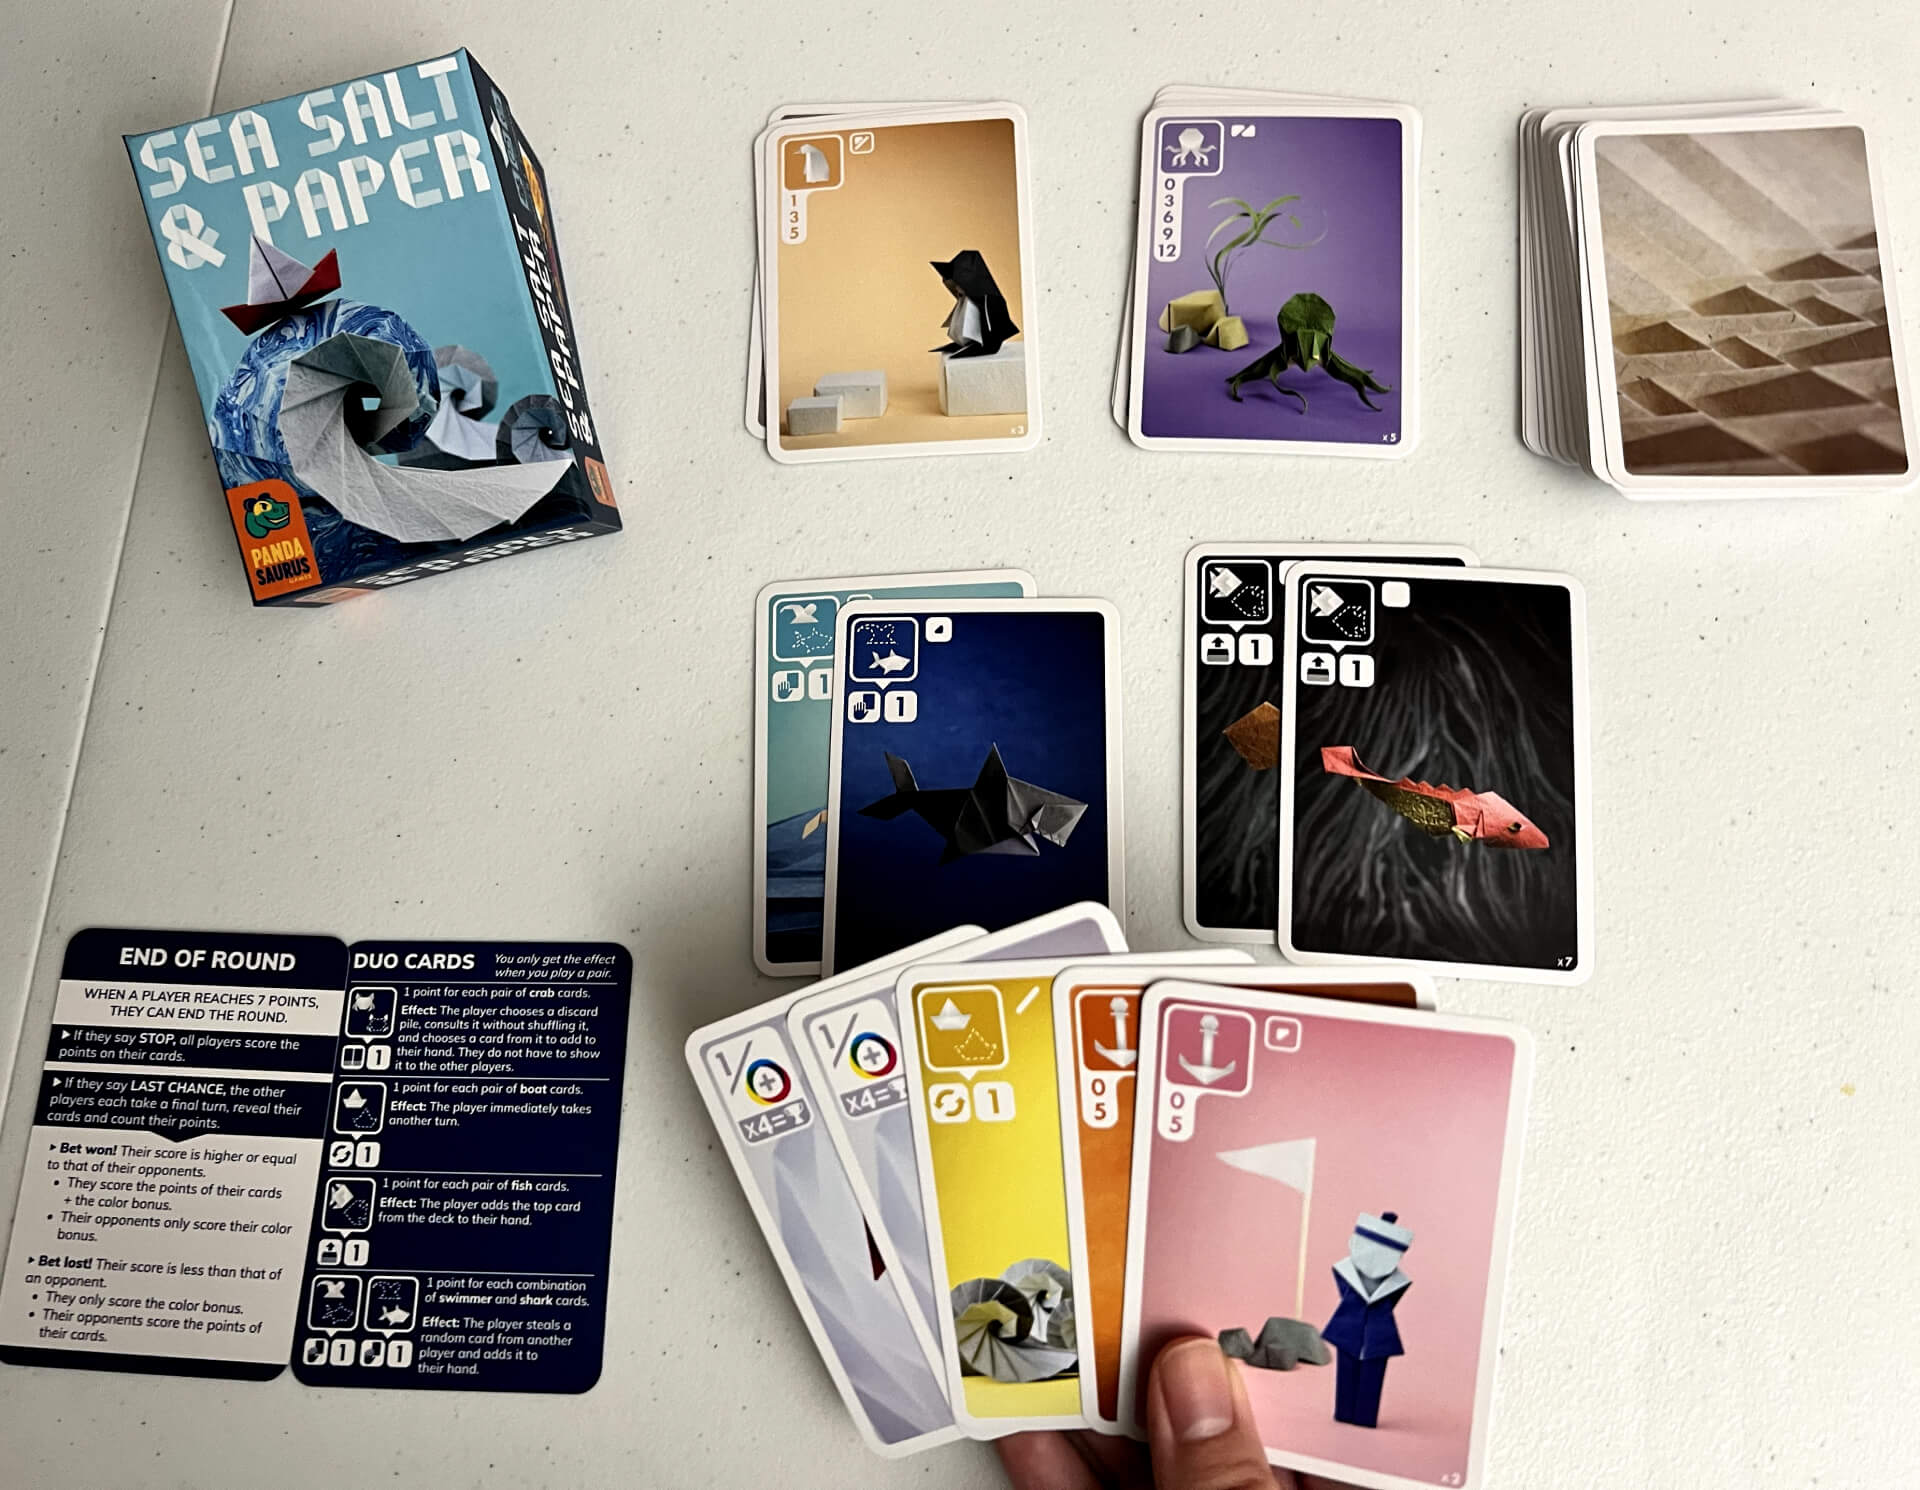 SEA SALT
& PAPER
SEA SALT
& PAPER
PANDA
SAURUS
GAMES
1
3
5
x3
0
3
6
9
12
x5
1
1
1
1
x7
1/
x4=
1/
x4=
1
0
5
0
5
x2
END OF ROUND
WHEN A PLAYER REACHES 7 POINTS,
THEY CAN END THE ROUND.
If they say STOP, all players score the
points on their cards.
If they say LAST CHANCE, the other
players each take a final turn, reveal their
cards and count their points.
Bet won! Their score is higher or equal
to that of their opponents.
• They score the points of their cards
+ the color bonus.
• Their opponents only score their color
bonus.
Bet lost! Their score is less than that of
an opponent.
• They only score the color bonus.
• Their opponents score the points of
their cards.
DUO CARDS
You only get the effect
when you play a pair.
1 point for each pair of crab cards.
Effect: The player chooses a discard
pile, consults it without shuffling it,
and chooses a card from it to add to
their hand. They do not have to show
it to the other players.
1
1 point for each pair of boat cards.
Effect: The player immediately takes
another turn.
1
1 point for each pair of fish cards.
Effect: The player adds the top card
from the deck to their hand.
1
1 point for each combination
of swimmer and shark cards.
Effect: The player steals a
random card from another
player and adds it to
their hand.
1 1